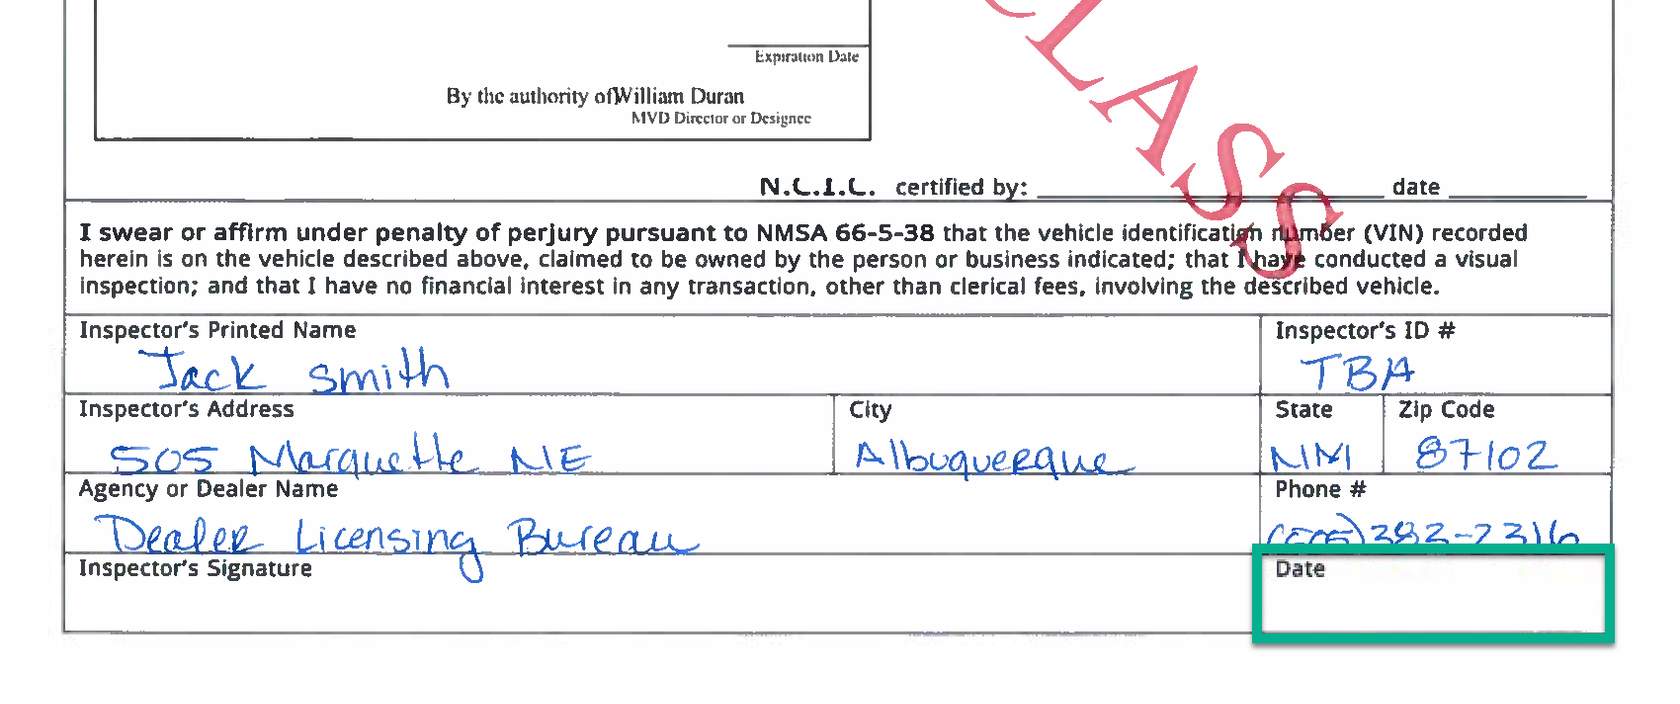 Expiration Date
By the authority of William Duran
MVD Director or Designee
CLASS
N.C.I.C. certified by: date
I swear or affirm under penalty of perjury pursuant to NMSA 66-5-38 that the vehicle identification number (VIN) recorded
herein is on the vehicle described above, claimed to be owned by the person or business indicated; that I have conducted a visual
inspection; and that I have no financial interest in any transaction, other than clerical fees, involving the described vehicle.
Inspector's Printed Name Inspector's ID #
Jack Smith TBA
Inspector's Address City State Zip Code
505 Marquette NE Albuquerque NM 87102
Agency or Dealer Name Phone #
Dealer Licensing Bureau
Inspector's Signature Date